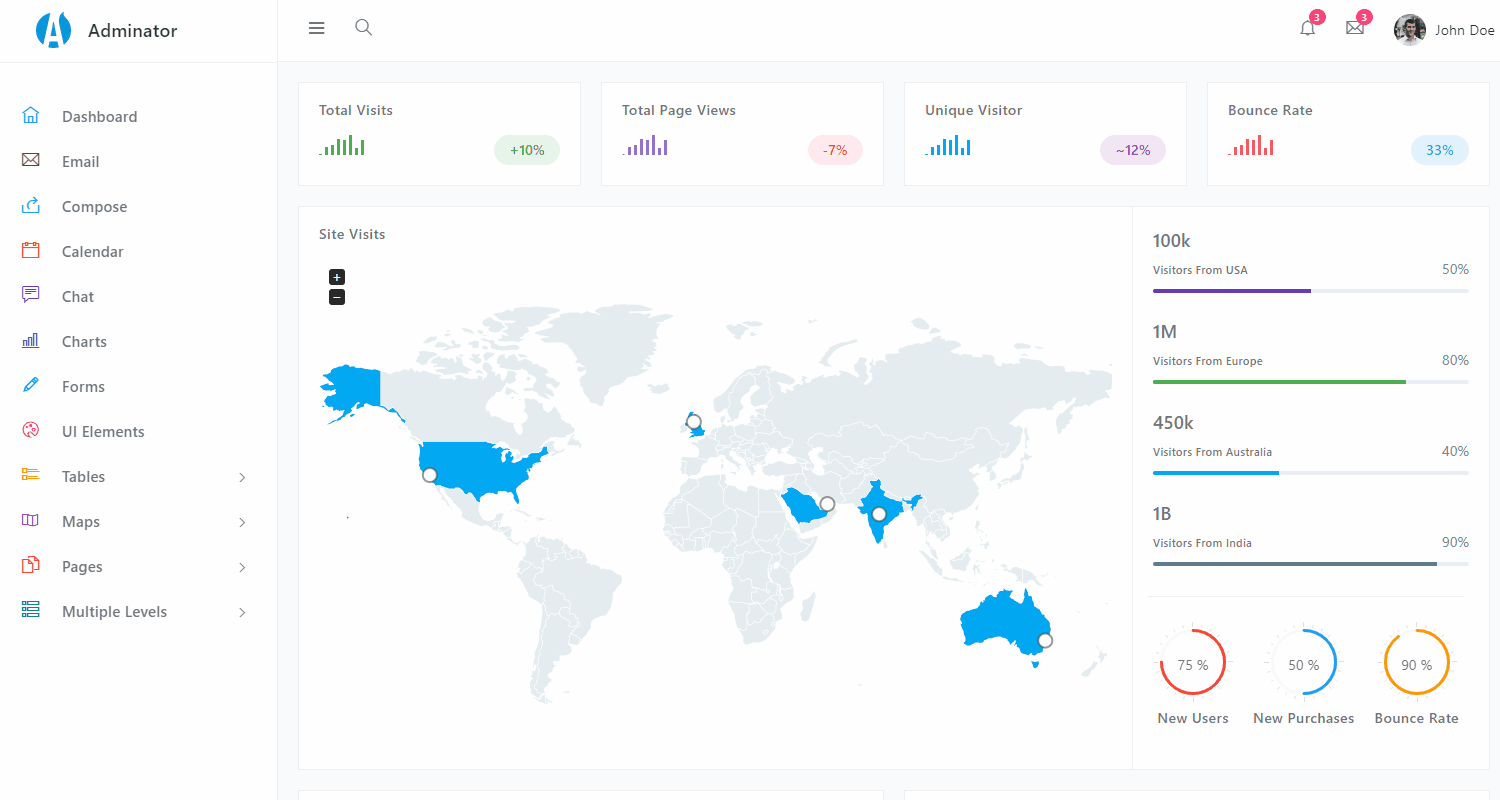 Adminator
3
3
John Doe
Dashboard
Email
Compose
Calendar
Chat
Charts
Forms
UI Elements
Tables
Maps
Pages
Multiple Levels
Total Visits
+10%
Total Page Views
-7%
Unique Visitor
~12%
Bounce Rate
33%
Site Visits
+
−
100k
Visitors From USA
50%
1M
Visitors From Europe
80%
450k
Visitors From Australia
40%
1B
Visitors From India
90%
75 %
New Users
50 %
New Purchases
90 %
Bounce Rate